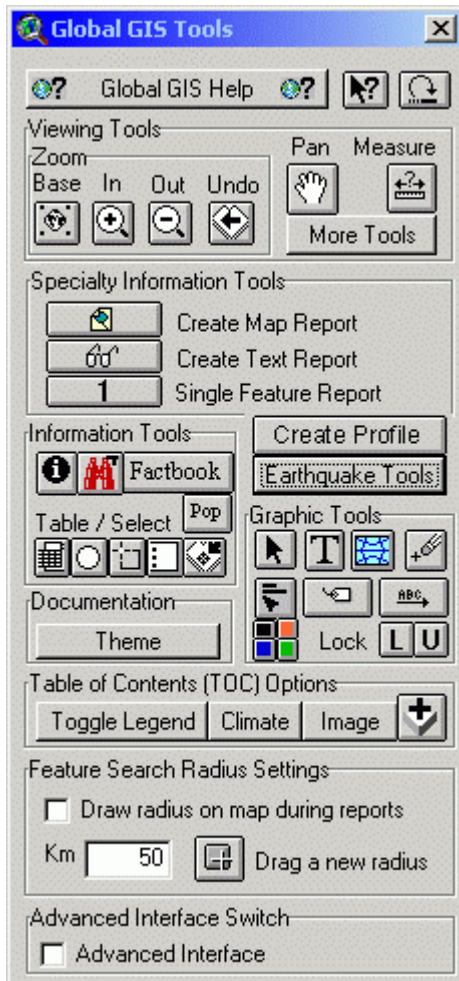 Global GIS Tools
? Global GIS Help ? ?
Viewing Tools
Zoom
Pan Measure
Base In Out Undo
?
More Tools
Specialty Information Tools
Create Map Report
Create Text Report
1 Single Feature Report
Information Tools
Create Profile
T Factbook
Earthquake Tools
Pop
Table / Select
Graphic Tools
T
Documentation
ABC
Theme
Lock L U
Table of Contents (TOC) Options
Toggle Legend Climate Image
Feature Search Radius Settings
Draw radius on map during reports
Km 50 Drag a new radius
Advanced Interface Switch
Advanced Interface